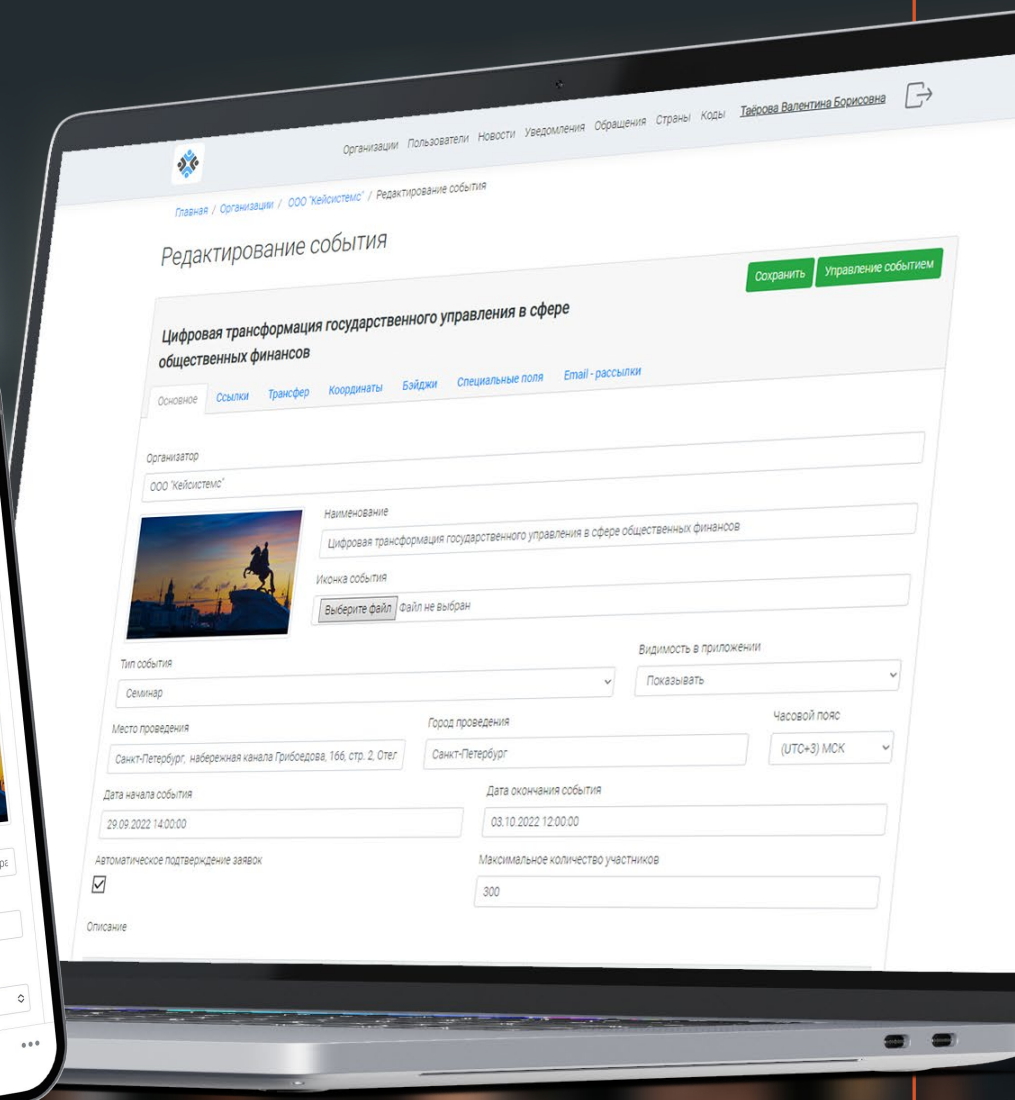 Организации Пользователи Новости Уведомления Обращения Страны Коды Таёрова Валентина Борисовна
Главная / Организации / ООО "Кейсистемс" / Редактирование события
Редактирование события
Сохранить Управление событием
Цифровая трансформация государственного управления в сфере
общественных финансов
Основное Ссылки Трансфер Координаты Бэйджи Специальные поля Email - рассылки
Организатор
ООО "Кейсистемс"
Наименование
Цифровая трансформация государственного управления в сфере общественных финансов
Иконка события
Выберите файл Файл не выбран
Тип события Видимость в приложении
Семинар Показывать
Место проведения Город проведения Часовой пояс
Санкт-Петербург, набережная канала Грибоедова, 166, стр. 2, Отел Санкт-Петербург (UTC+3) МСК
Дата начала события Дата окончания события
29.09.2022 14:00:00 03.10.2022 12:00:00
Автоматическое подтверждение заявок Максимальное количество участников
300
Описание